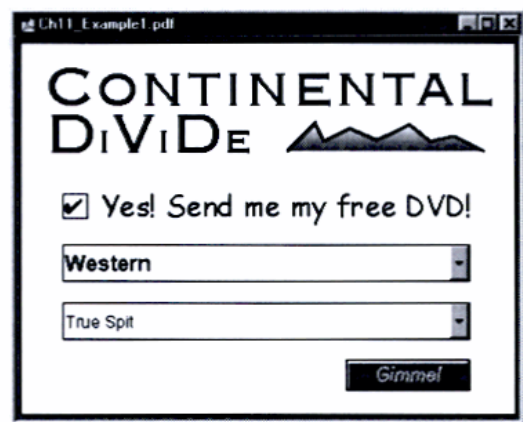 Ch11_Example1.pdf
CONTINENTAL
DiViDe
Yes! Send me my free DVD!
Western
True Spit
Gimme!